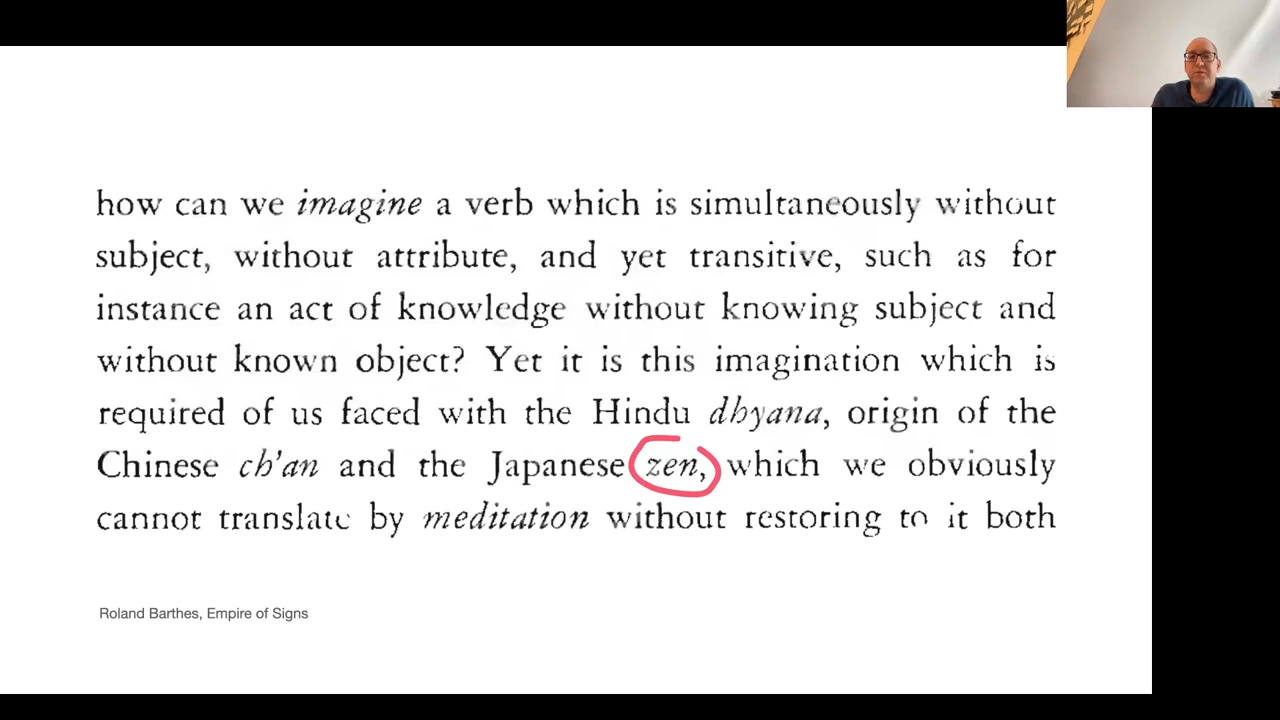 how can we imagine a verb which is simultaneously without
subject, without attribute, and yet transitive, such as for
instance an act of knowledge without knowing subject and
without known object? Yet it is this imagination which is
required of us faced with the Hindu dhyana, origin of the
Chinese ch'an and the Japanese zen, which we obviously
cannot translate by meditation without restoring to it both
Roland Barthes, Empire of Signs